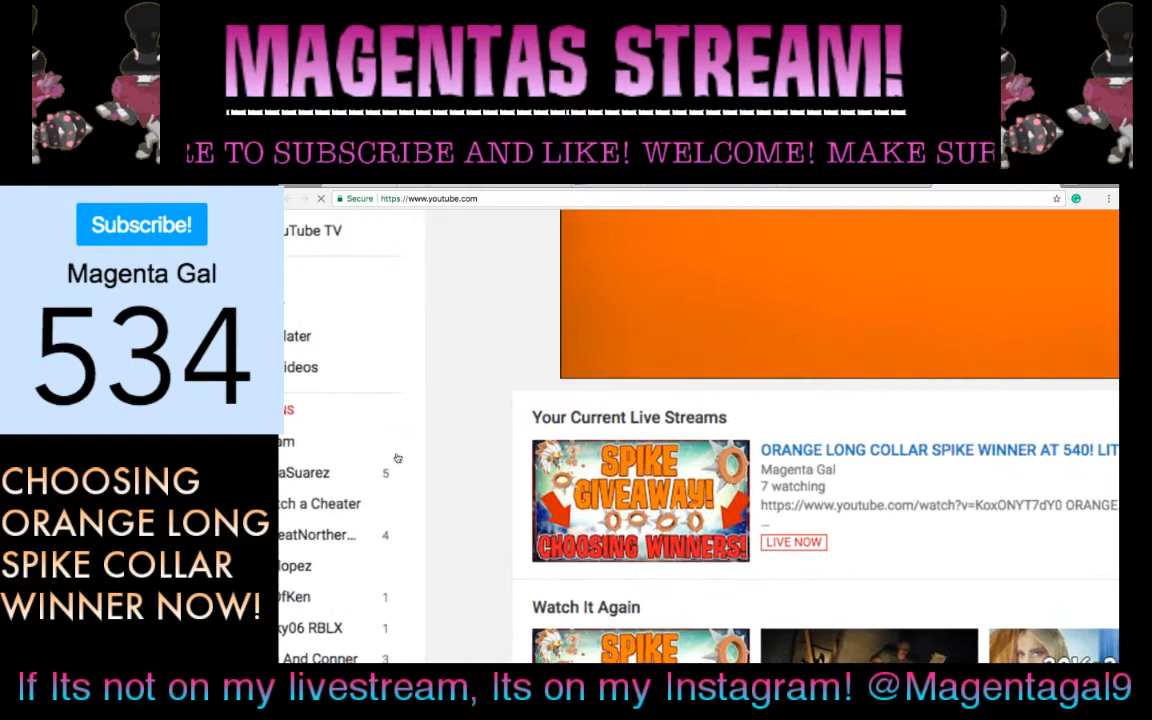 MAGENTAS STREAM!
RE TO SUBSCRIBE AND LIKE! WELCOME! MAKE SUR
Subscribe!
Magenta Gal
534
CHOOSING
ORANGE LONG
SPIKE COLLAR
WINNER NOW!
Secure https://www.youtube.com
uTube TV
later
ideos
us
am
aSuarez 5
tch a Cheater
eatNorther... 4
lopez
OfKen 1
ky06 RBLX 1
And Conner 3
Your Current Live Streams
SPIKE
GIVEAWAY!
CHOOSING WINNERS!
ORANGE LONG COLLAR SPIKE WINNER AT 540! LIT
Magenta Gal
7 watching
https://www.youtube.com/watch?v=KoxONYT7dY0 ORANGE
...
LIVE NOW
Watch It Again
SPIKE
If Its not on my livestream, Its on my Instagram! @Magentagal9